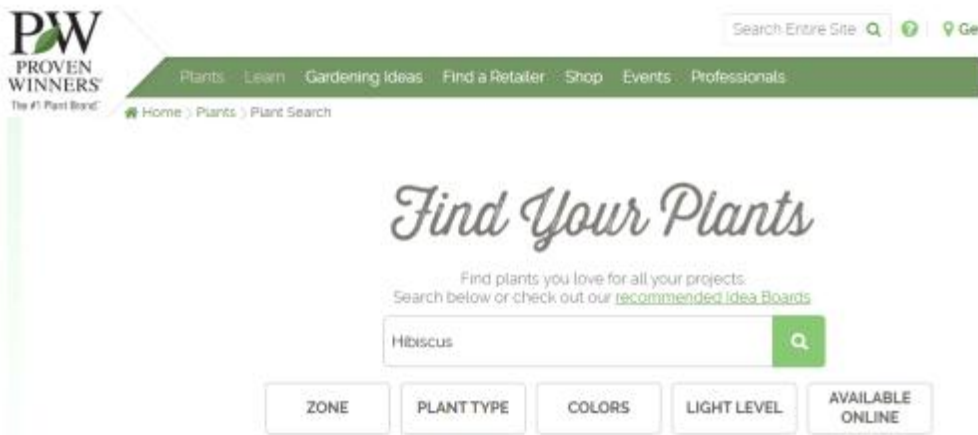 PW
PROVEN
WINNERS
The #1 Plant Brand
Search Entire Site
Ge
Plants Learn Gardening Ideas Find a Retailer Shop Events Professionals
Home > Plants > Plant Search
Find Your Plants
Find plants you love for all your projects.
Search below or check out our recommended Idea Boards
Hibiscus
ZONE PLANT TYPE COLORS LIGHT LEVEL AVAILABLE
ONLINE